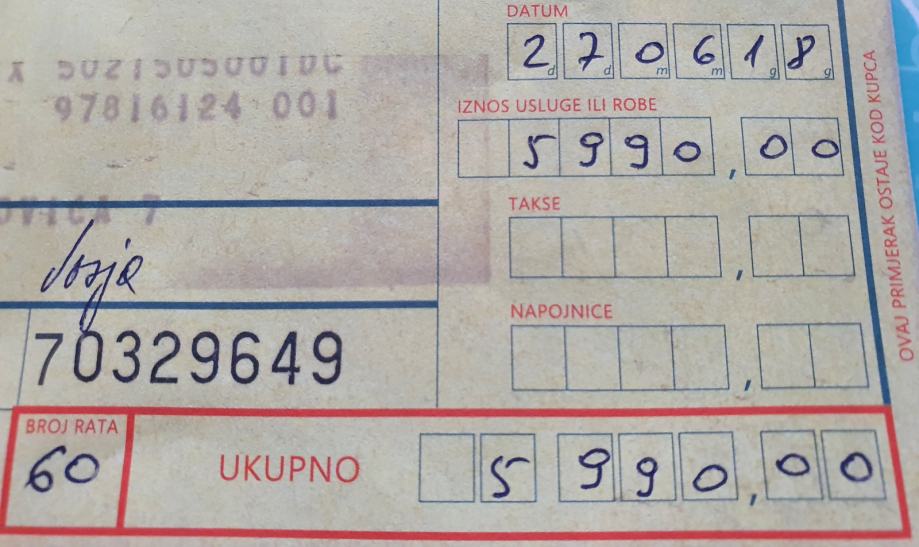 DATUM
270618
IZNOS USLUGE ILI ROBE
5990,00
97816124 001
TAKSE
,
NAPOJNICE
,
70329649
BROJ RATA
60
UKUPNO
5990,00
OVAJ PRIMJERAK OSTAJE KOD KUPCA